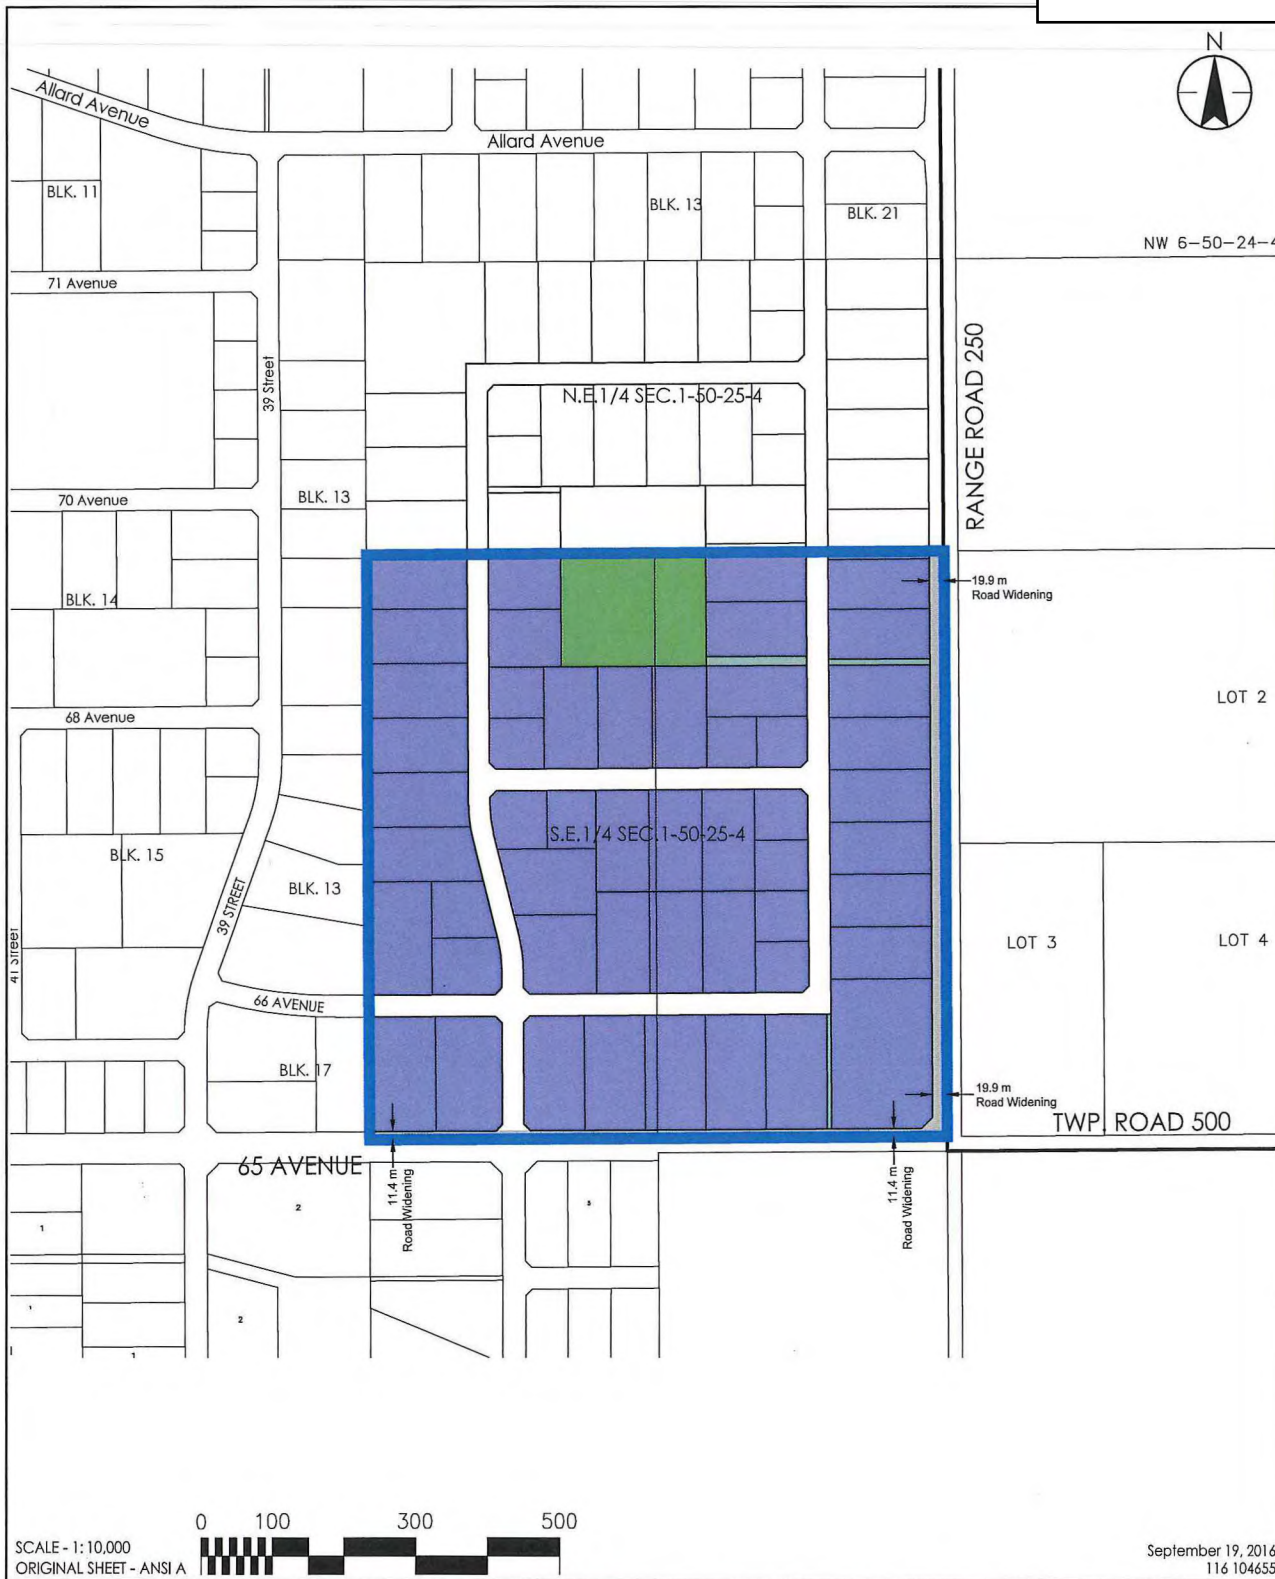 N
Allard Avenue
Allard Avenue
BLK. 11
BLK. 13
BLK. 21
NW 6-50-24-4
71 Avenue
39 Street
RANGE ROAD 250
N.E.1/4 SEC.1-50-25-4
70 Avenue
BLK. 13
19.9 m
Road Widening
BLK. 14
LOT 2
68 Avenue
S.E.1/4 SEC.1-50-25-4
BLK. 15
BLK. 13
39 STREET
41 Street
LOT 3
LOT 4
66 AVENUE
BLK. 17
19.9 m
Road Widening
TWP. ROAD 500
65 AVENUE
11.4 m
Road Widening
11.4 m
Road Widening
2
1
2
1
1
0 100 300 500
SCALE - 1:10,000
ORIGINAL SHEET - ANSI A
September 19, 2016
116 104655